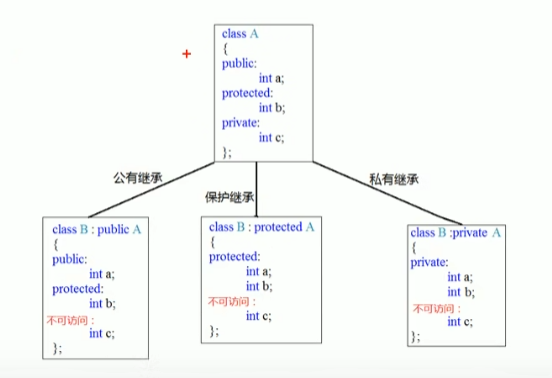 class A
{
public:
int a;
protected:
int b;
private:
int c;
};
公有继承
保护继承
私有继承
class B : public A
{
public:
int a;
protected:
int b;
不可访问：
int c;
};
class B : protected A
{
protected:
int a;
int b;
不可访问：
int c;
};
class B :private A
{
private:
int a;
int b;
不可访问：
int c;
};